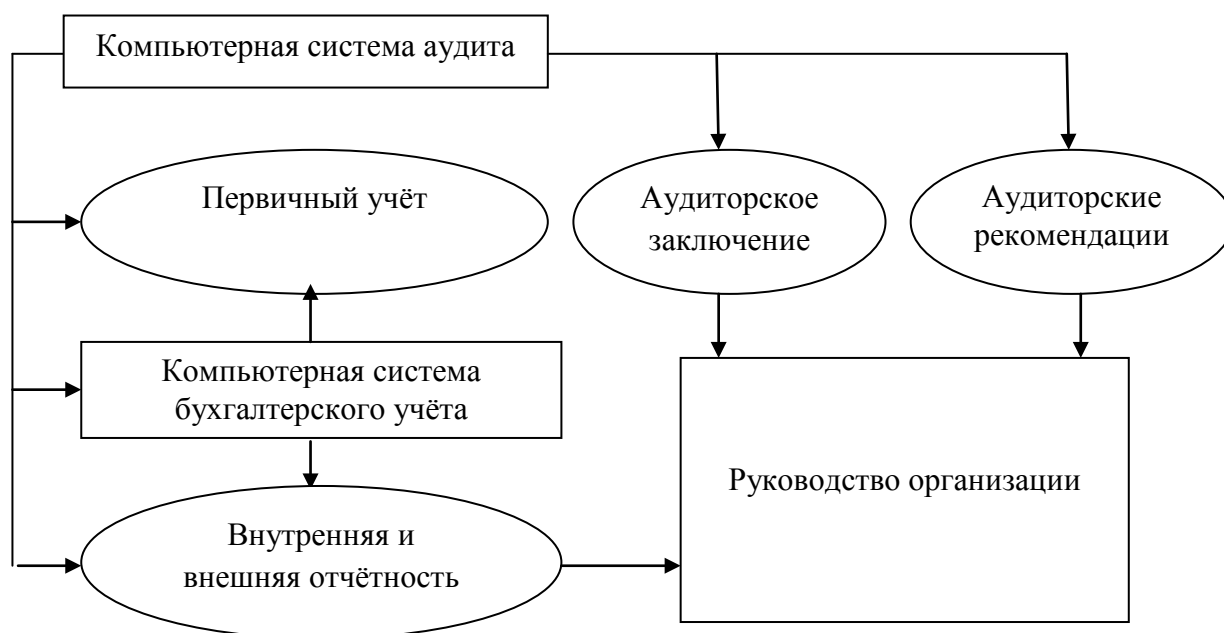 Компьютерная система аудита
Первичный учёт
Аудиторское
заключение
Аудиторские
рекомендации
Компьютерная система
бухгалтерского учёта
Руководство организации
Внутренняя и
внешняя отчётность